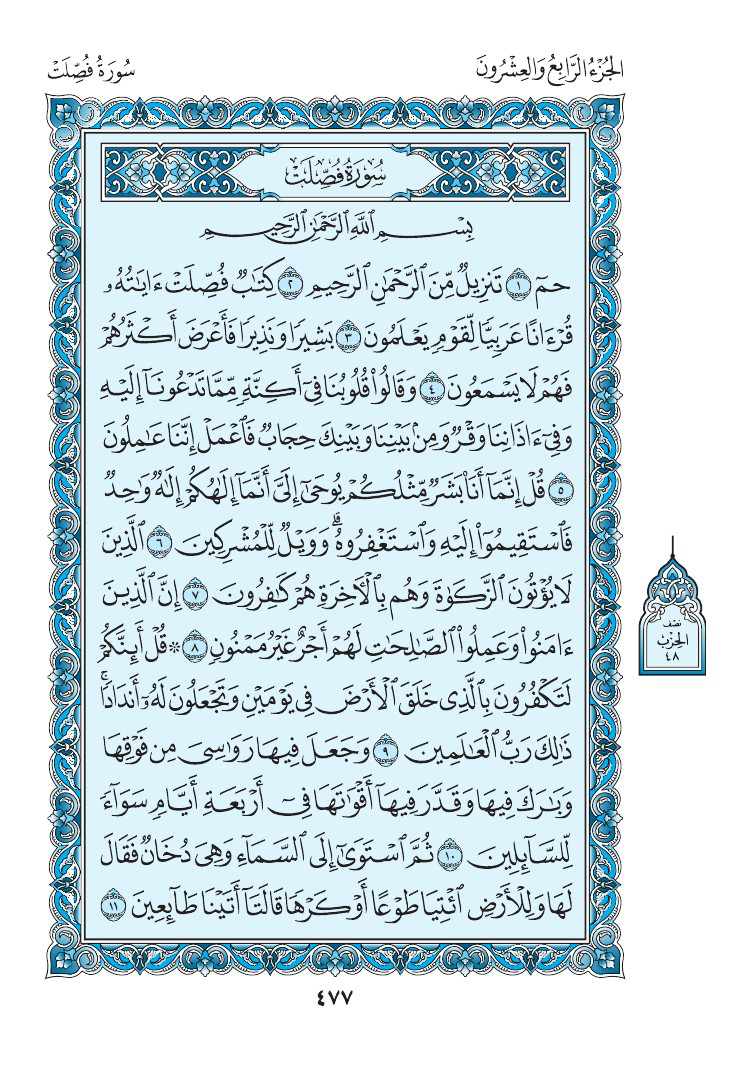 الجُزْءُ الرَّابِعُ وَالعِشْرُونَ
سُورَةُ فُصِّلَتْ
سُورَةُ فُصِّلَتْ
بِسْمِ ٱللَّهِ ٱلرَّحْمَٰنِ ٱلرَّحِيمِ
حمٓ ١ تَنزِيلٌ مِّنَ ٱلرَّحْمَٰنِ ٱلرَّحِيمِ ٢ كِتَٰبٌ فُصِّلَتْ ءَايَٰتُهُۥ
قُرْءَانًا عَرَبِيًّا لِّقَوْمٍ يَعْلَمُونَ ٣ بَشِيرًا وَنَذِيرًا فَأَعْرَضَ أَكْثَرُهُمْ
فَهُمْ لَا يَسْمَعُونَ ٤ وَقَالُوا۟ قُلُوبُنَا فِىٓ أَكِنَّةٍ مِّمَّا تَدْعُونَآ إِلَيْهِ
وَفِىٓ ءَاذَانِنَا وَقْرٌ وَمِنۢ بَيْنِنَا وَبَيْنِكَ حِجَابٌ فَٱعْمَلْ إِنَّنَا عَٰمِلُونَ
٥ قُلْ إِنَّمَآ أَنَا۠ بَشَرٌ مِّثْلُكُمْ يُوحَىٰٓ إِلَىَّ أَنَّمَآ إِلَٰهُكُمْ إِلَٰهٌ وَٰحِدٌ
فَٱسْتَقِيمُوٓا۟ إِلَيْهِ وَٱسْتَغْفِرُوهُ ۗ وَوَيْلٌ لِّلْمُشْرِكِينَ ٦ ٱلَّذِينَ
لَا يُؤْتُونَ ٱلزَّكَوٰةَ وَهُم بِٱلْءَاخِرَةِ هُمْ كَٰفِرُونَ ٧ إِنَّ ٱلَّذِينَ
ءَامَنُوا۟ وَعَمِلُوا۟ ٱلصَّٰلِحَٰتِ لَهُمْ أَجْرٌ غَيْرُ مَمْنُونٍ ٨ ۞ قُلْ أَئِنَّكُمْ
لَتَكْفُرُونَ بِٱلَّذِى خَلَقَ ٱلْأَرْضَ فِى يَوْمَيْنِ وَتَجْعَلُونَ لَهُۥٓ أَندَادًا ۚ
ذَٰلِكَ رَبُّ ٱلْعَٰلَمِينَ ٩ وَجَعَلَ فِيهَا رَوَٰسِىَ مِن فَوْقِهَا
وَبَٰرَكَ فِيهَا وَقَدَّرَ فِيهَآ أَقْوَٰتَهَا فِىٓ أَرْبَعَةِ أَيَّامٍ سَوَآءً
لِّلسَّآئِلِينَ ١٠ ثُمَّ ٱسْتَوَىٰٓ إِلَى ٱلسَّمَآءِ وَهِىَ دُخَانٌ فَقَالَ
لَهَا وَلِلْأَرْضِ ٱئْتِيَا طَوْعًا أَوْ كَرْهًا قَالَتَآ أَتَيْنَا طَآئِعِينَ ١١
نصف
الحزب
٤٨
٤٧٧